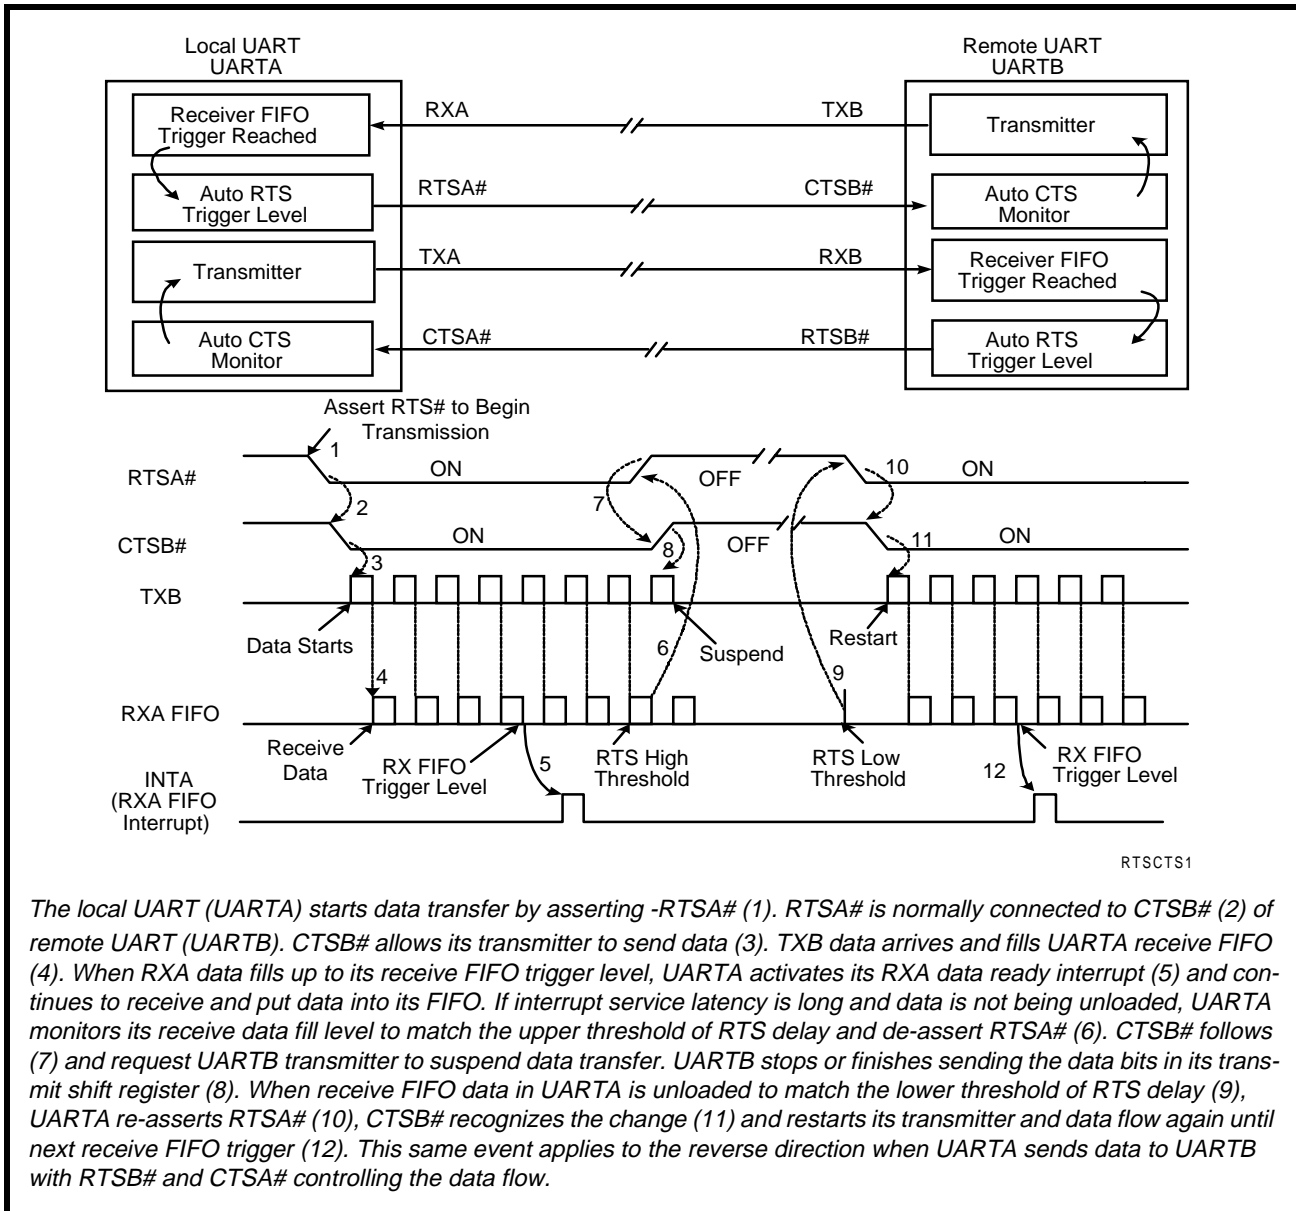 Local UART
UARTA
Remote UART
UARTB
Receiver FIFO
Trigger Reached
RXA
TXB
Transmitter
Auto RTS
Trigger Level
RTSA#
CTSB#
Auto CTS
Monitor
Transmitter
TXA
RXB
Receiver FIFO
Trigger Reached
Auto CTS
Monitor
CTSA#
RTSB#
Auto RTS
Trigger Level
Assert RTS# to Begin
Transmission
RTSA#
1
ON
OFF
10
ON
2
7
CTSB#
ON
8
OFF
11
ON
3
TXB
Data Starts
6
Suspend
Restart
4
9
RXA FIFO
Receive
Data
RX FIFO
Trigger Level
5
RTS High
Threshold
RTS Low
Threshold
12
RX FIFO
Trigger Level
INTA
(RXA FIFO
Interrupt)
RTSCTS1
The local UART (UARTA) starts data transfer by asserting -RTSA# (1). RTSA# is normally connected to CTSB# (2) of
remote UART (UARTB). CTSB# allows its transmitter to send data (3). TXB data arrives and fills UARTA receive FIFO
(4). When RXA data fills up to its receive FIFO trigger level, UARTA activates its RXA data ready interrupt (5) and con-
tinues to receive and put data into its FIFO. If interrupt service latency is long and data is not being unloaded, UARTA
monitors its receive data fill level to match the upper threshold of RTS delay and de-assert RTSA# (6). CTSB# follows
(7) and request UARTB transmitter to suspend data transfer. UARTB stops or finishes sending the data bits in its trans-
mit shift register (8). When receive FIFO data in UARTA is unloaded to match the lower threshold of RTS delay (9),
UARTA re-asserts RTSA# (10), CTSB# recognizes the change (11) and restarts its transmitter and data flow again until
next receive FIFO trigger (12). This same event applies to the reverse direction when UARTA sends data to UARTB
with RTSB# and CTSA# controlling the data flow.